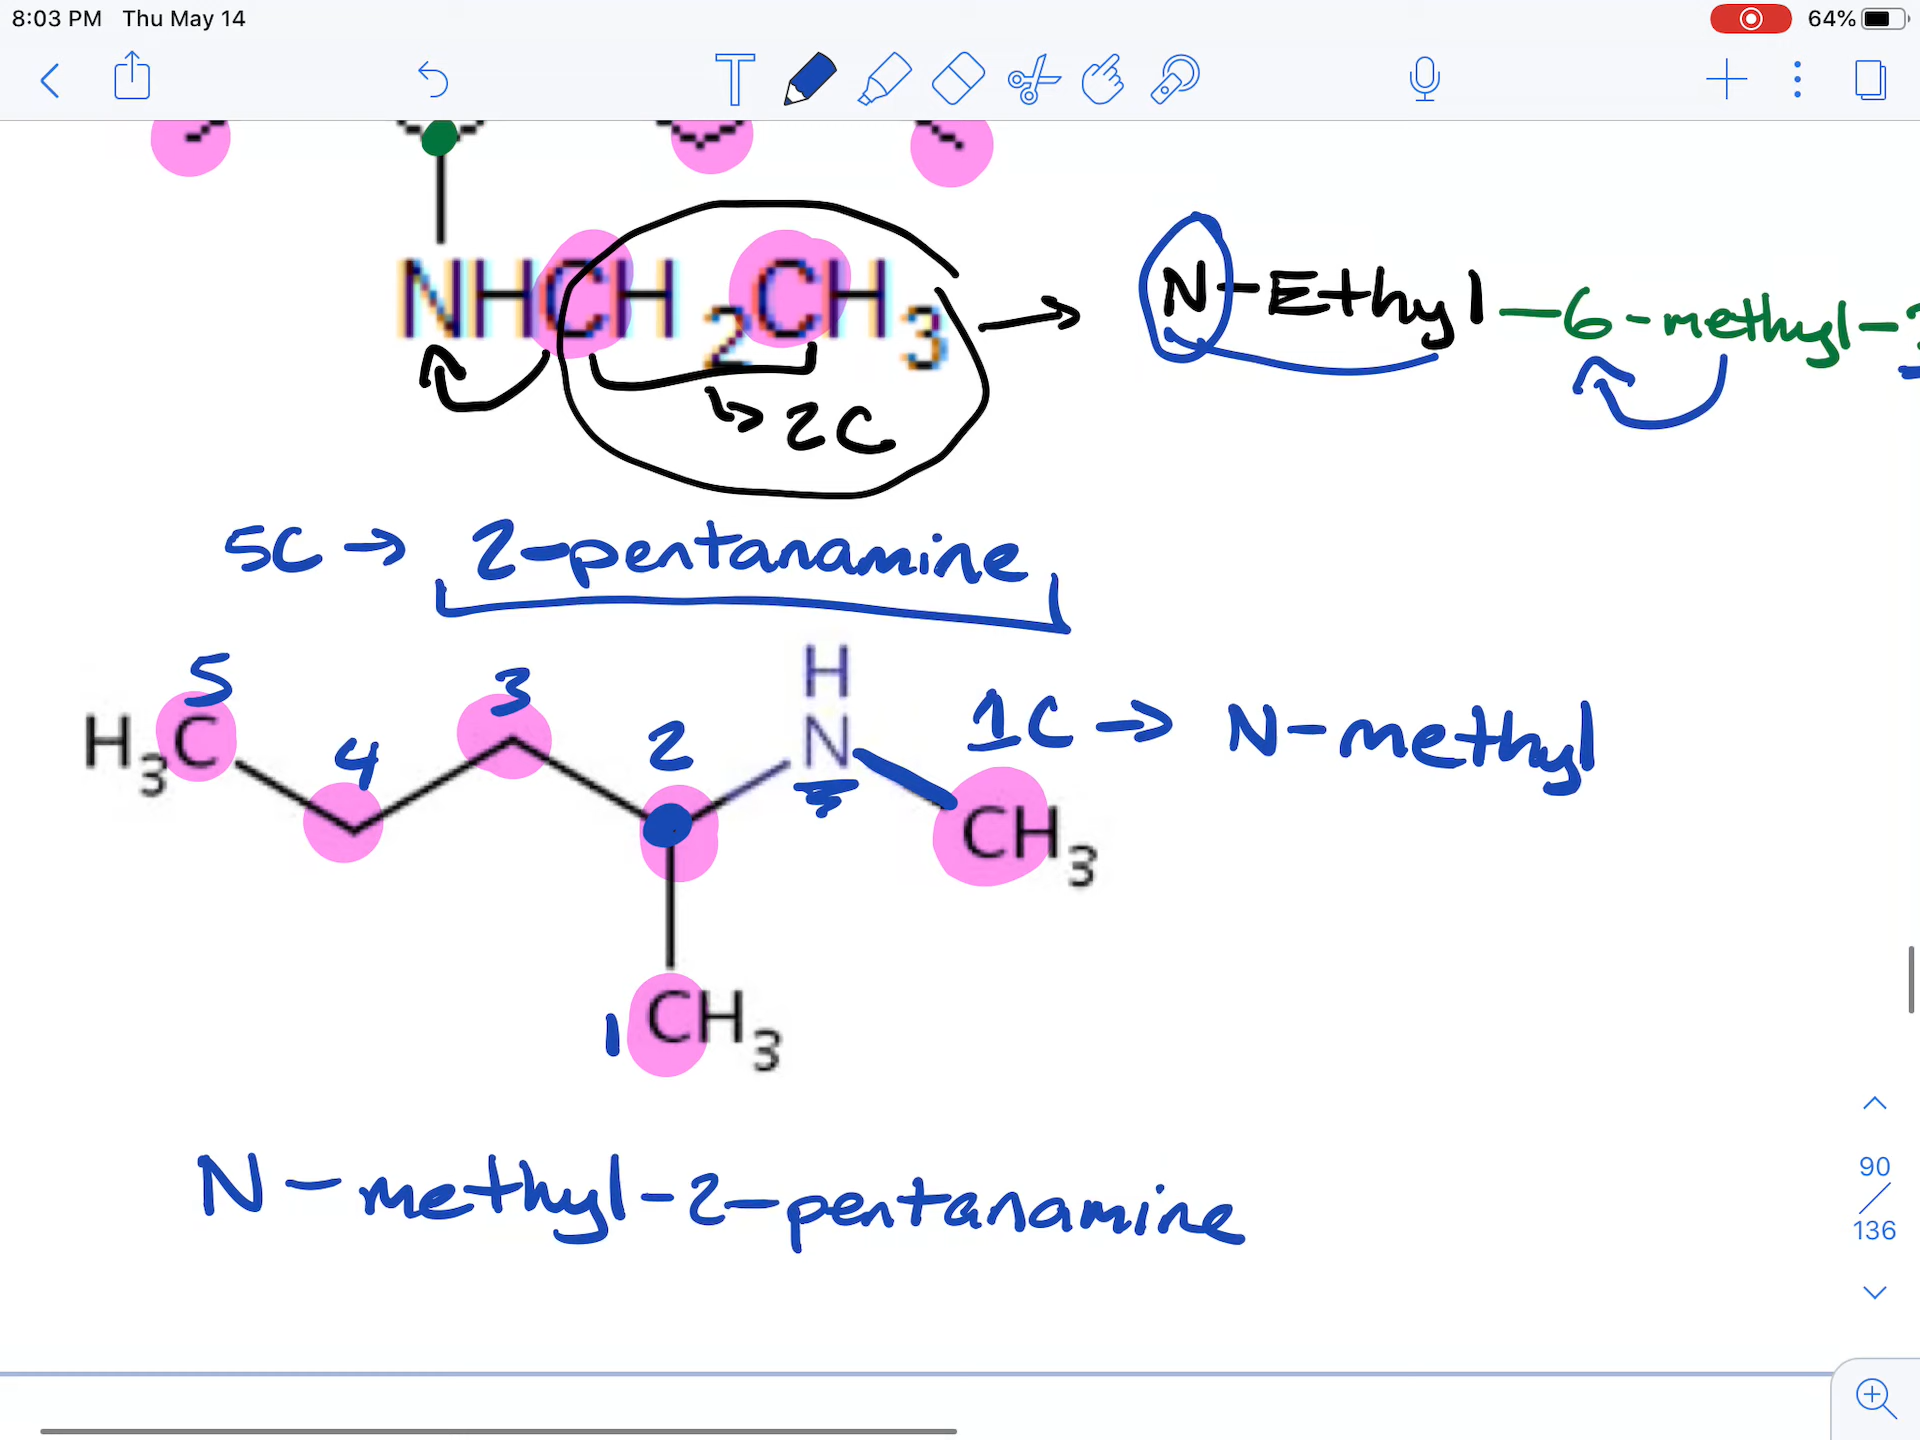 8:03 PM Thu May 14
64%
T
NHCH2CH3
N-Ethyl-6-methyl-
2C
5C → 2-pentanamine
5 3 H
H3C 4 2 N 1C → N-methyl
CH3
1 CH3
N-methyl-2-pentanamine
90
136